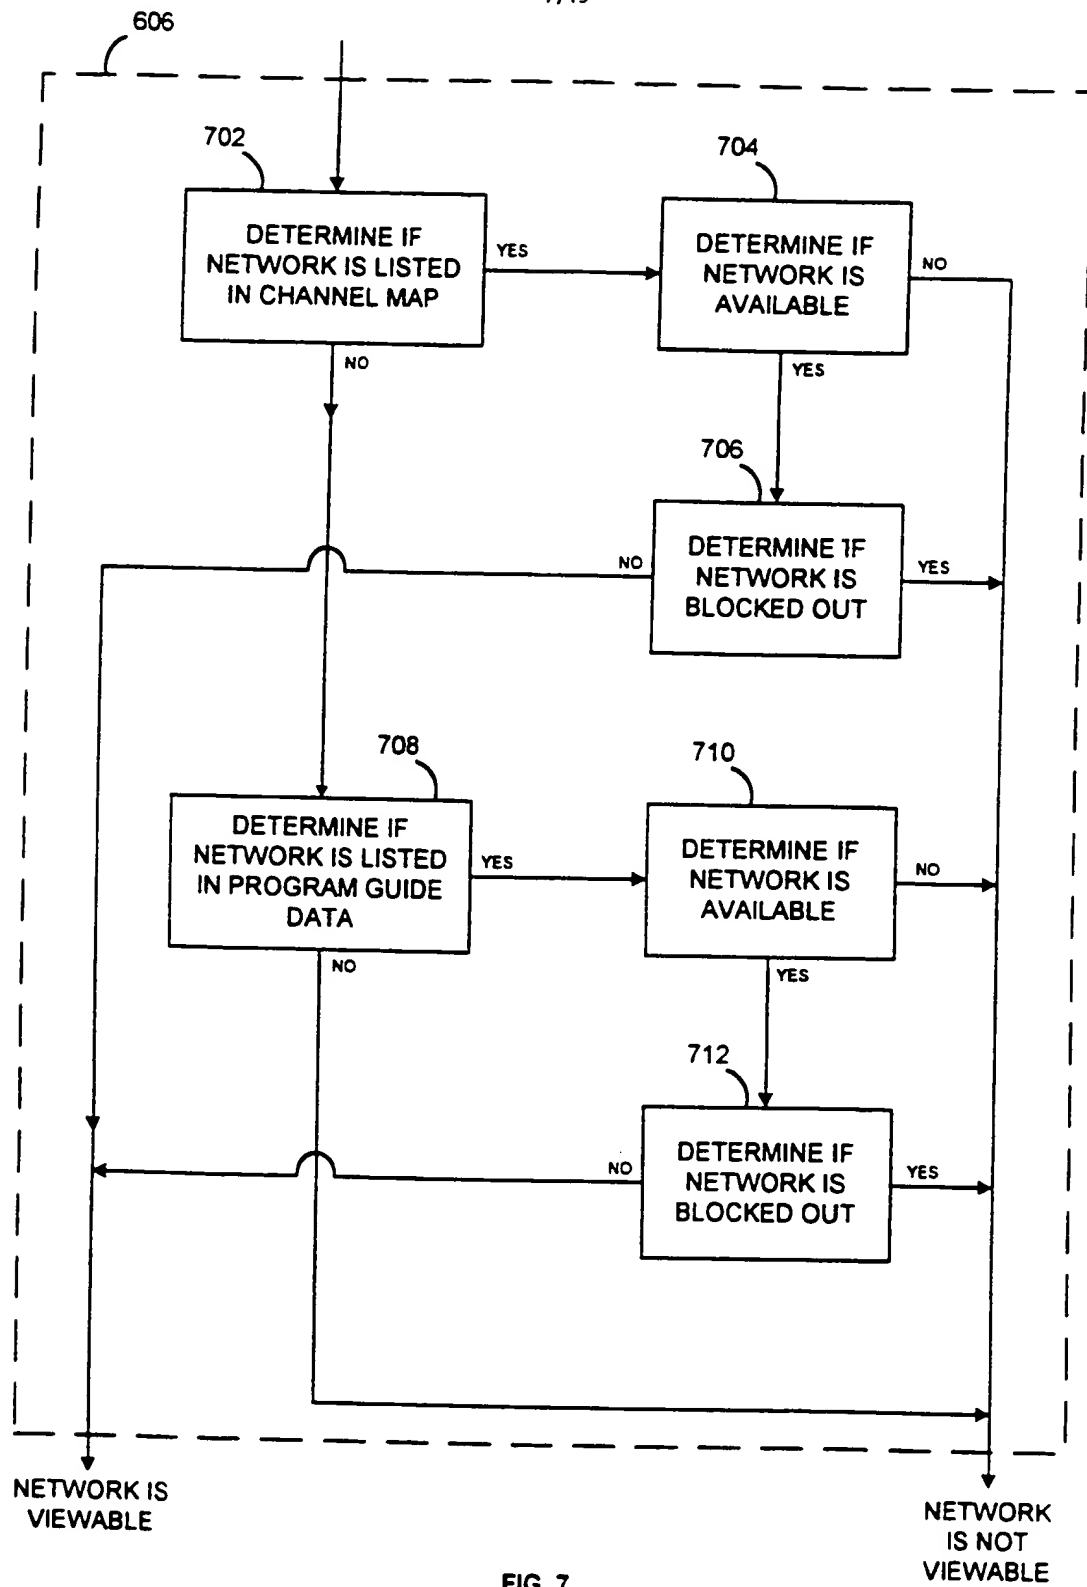 606
702
DETERMINE IF
NETWORK IS LISTED
IN CHANNEL MAP
YES
NO
704
DETERMINE IF
NETWORK IS
AVAILABLE
NO
YES
706
DETERMINE IF
NETWORK IS
BLOCKED OUT
NO
YES
708
DETERMINE IF
NETWORK IS LISTED
IN PROGRAM GUIDE
DATA
YES
NO
710
DETERMINE IF
NETWORK IS
AVAILABLE
NO
YES
712
DETERMINE IF
NETWORK IS
BLOCKED OUT
NO
YES
NETWORK IS
VIEWABLE
NETWORK
IS NOT
VIEWABLE
FIG. 7